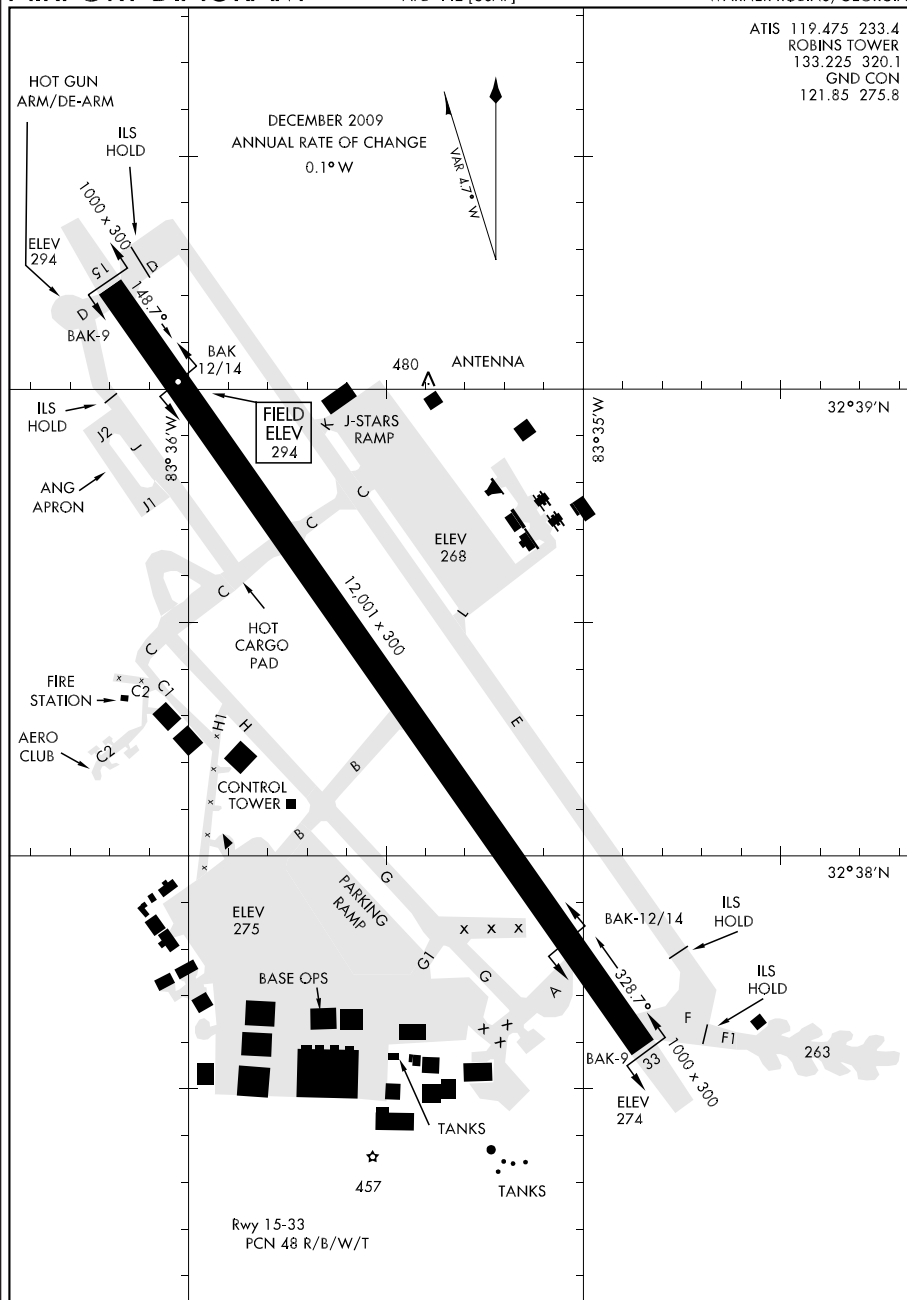 ATIS 119.475 233.4
ROBINS TOWER
133.225 320.1
GND CON
121.85 275.8
HOT GUN
ARM/DE-ARM
ILS
HOLD
DECEMBER 2009
ANNUAL RATE OF CHANGE
0.1° W
VAR 4.7° W
1000 x 300
ELEV
294
15
D
D
148.7°
BAK-9
BAK
12/14
480
ANTENNA
ILS
HOLD
FIELD
ELEV
294
K
J-STARS
RAMP
83° 36'W
83° 35'W
32° 39'N
J2
J
J1
ANG
APRON
C
C
ELEV
268
12,001 x 300
C
HOT
CARGO
PAD
L
C
FIRE
STATION
x
x
C2
C1
AERO
CLUB
C2
H1
H
E
x
x
x
x
x
B
CONTROL
TOWER
B
32° 38'N
G
PARKING
RAMP
ELEV
275
x x x
BAK-12/14
ILS
HOLD
G1
G
A
328.7°
BASE OPS
ILS
HOLD
F
F1
x
x
x
BAK-9
33
1000 x 300
263
ELEV
274
TANKS
457
TANKS
Rwy 15-33
PCN 48 R/B/W/T